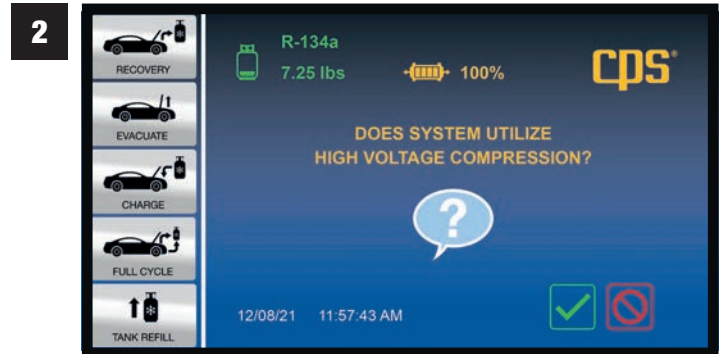 2
RECOVERY
EVACUATE
CHARGE
FULL CYCLE
TANK REFILL
R-134a
7.25 lbs
100%
cps®
DOES SYSTEM UTILIZE
HIGH VOLTAGE COMPRESSION?
?
12/08/21 11:57:43 AM